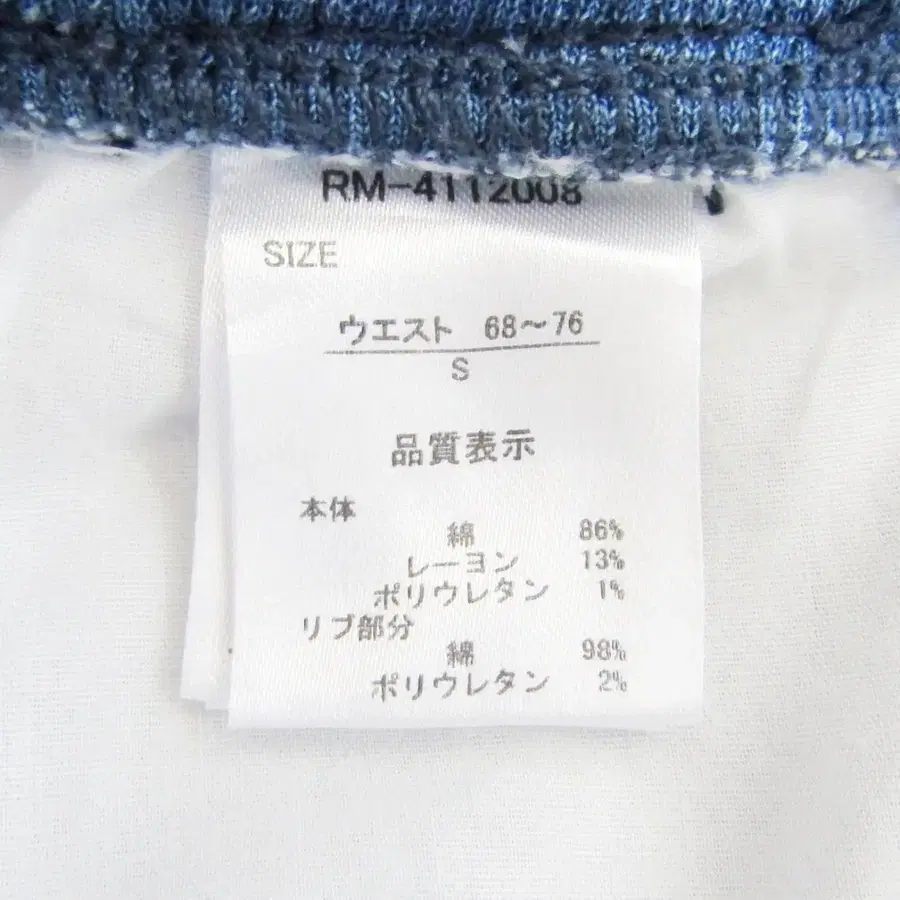 RM-4112008
SIZE
ウエスト 68～76
S
品質表示
本体
綿 86%
レーヨン 13%
ポリウレタン 1%
リブ部分
綿 98%
ポリウレタン 2%